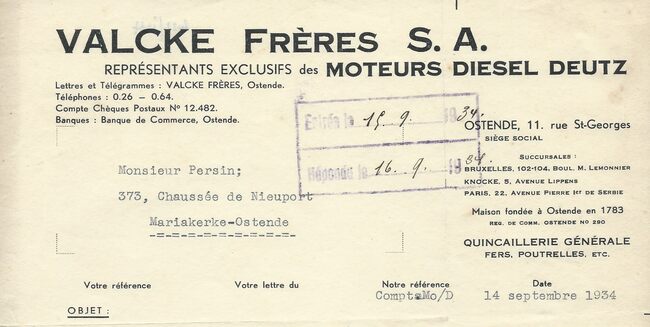 VALCKE FRÈRES S. A.
REPRÉSENTANTS EXCLUSIFS des MOTEURS DIESEL DEUTZ
Lettres et Télégrammes : VALCKE FRÈRES, Ostende.
Téléphones : 0.26 - 0.64.
Compte Chèques Postaux Nº 12.482.
Banques : Banque de Commerce, Ostende.
Entrée le 15.9. 1934.
Répondu le 16.9. 1934.
OSTENDE, 11, rue St-Georges
SIÈGE SOCIAL
SUCCURSALES :
BRUXELLES, 102-104, BOUL. M. LEMONNIER
KNOCKE, 5, AVENUE LIPPENS
PARIS, 22, AVENUE PIERRE Ier DE SERBIE
Maison fondée à Ostende en 1783
REG. DE COMM. OSTENDE No 290
QUINCAILLERIE GÉNÉRALE
FERS, POUTRELLES, ETC.
Monsieur Persin;
373, Chaussée de Nieuport
Mariakerke-Ostende
-=-=-=-=-=-=-=-=-=-
Votre référence Votre lettre du Notre référence Date
Compt.Mo/D 14 septembre 1934
OBJET :